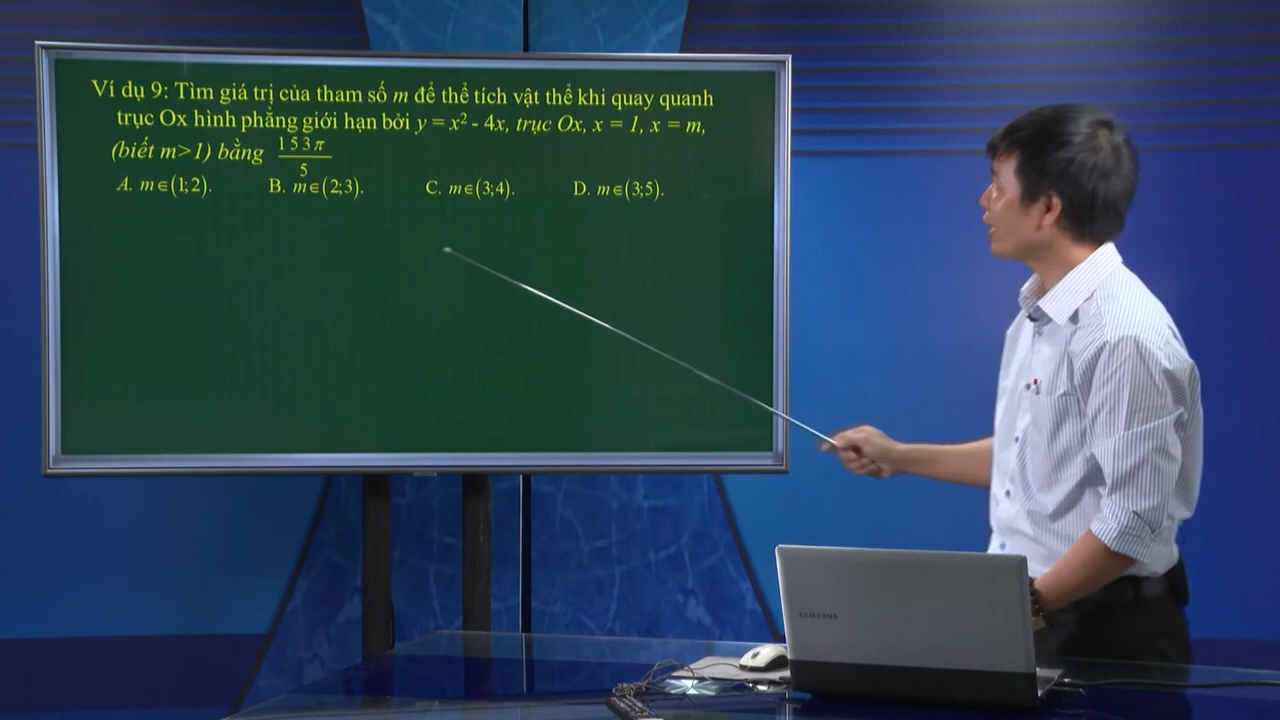 Ví dụ 9: Tìm giá trị của tham số m để thể tích vật thể khi quay quanh
trục Ox hình phẳng giới hạn bởi y = x² - 4x, trục Ox, x = 1, x = m,
(biết m>1) bằng 153π/5
A. m∈(1;2). B. m∈(2;3). C. m∈(3;4). D. m∈(3;5).
SAMSUNG